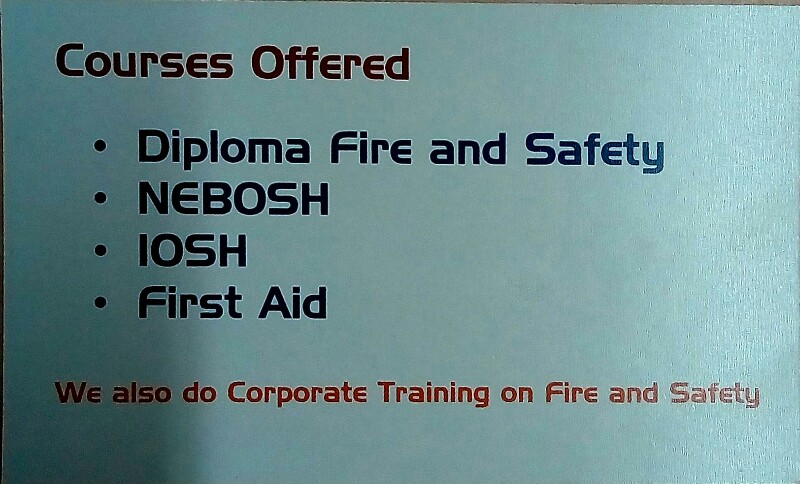 Courses Offered
• Diploma Fire and Safety
• NEBOSH
• IOSH
• First Aid
We also do Corporate Training on Fire and Safety